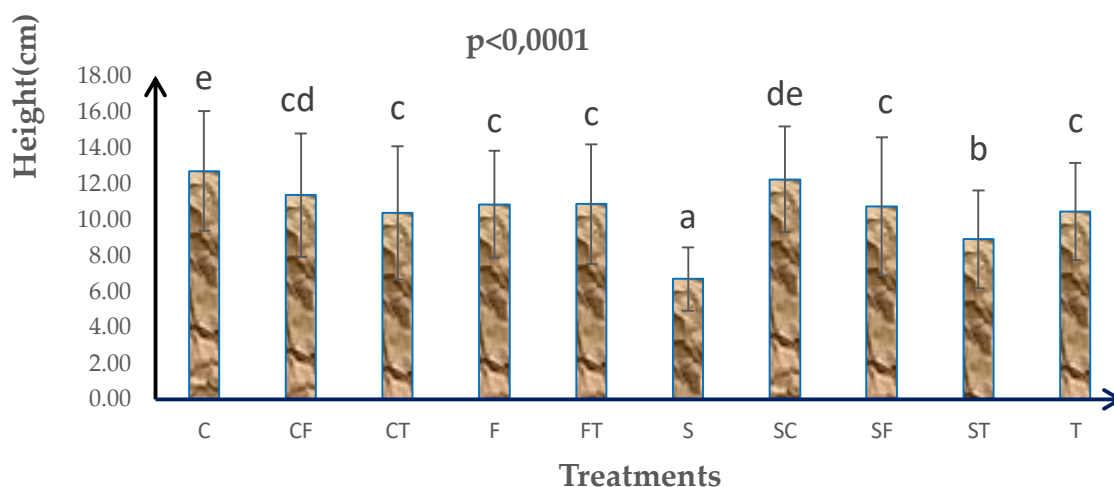 p<0,0001
Height(cm)
18.00
16.00
14.00
12.00
10.00
8.00
6.00
4.00
2.00
0.00
e cd c c c a de c b c
C CF CT F FT S SC SF ST T
Treatments